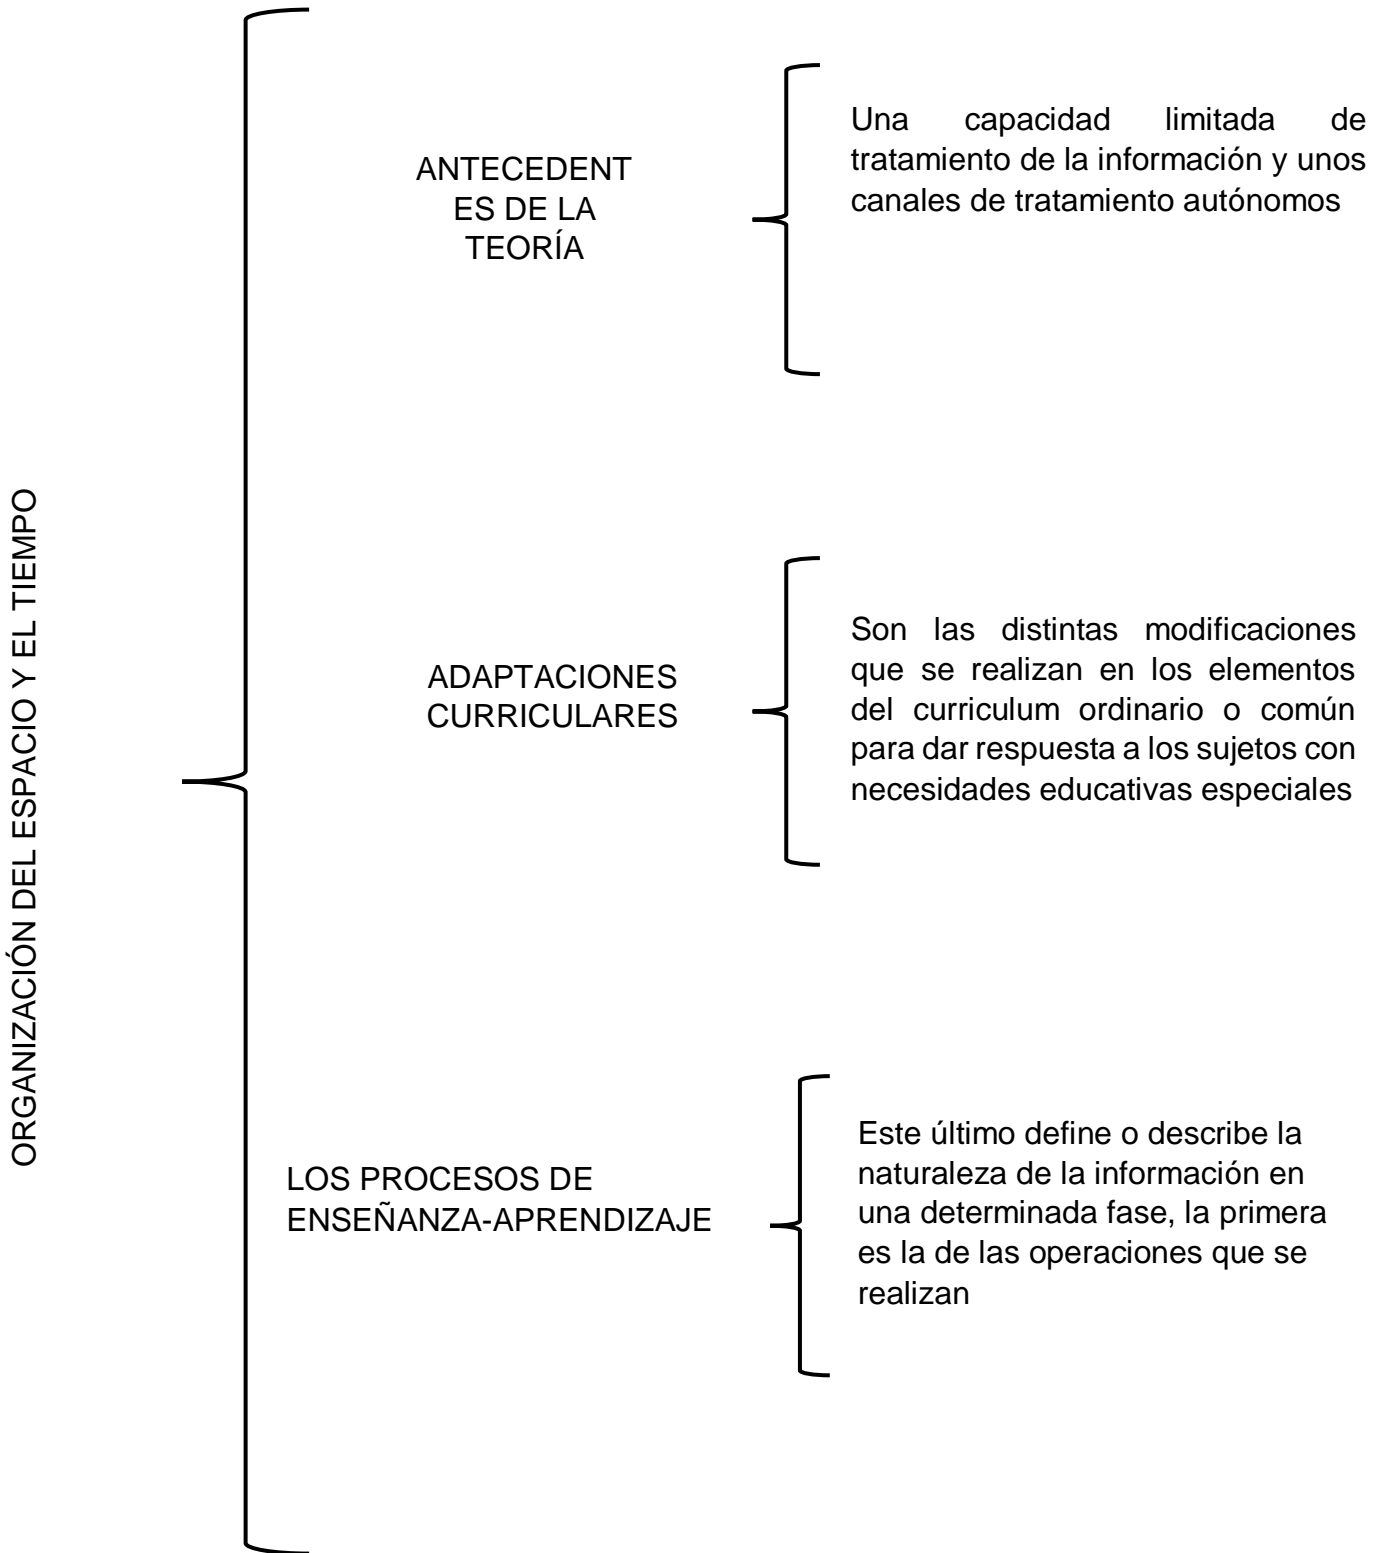 ORGANIZACIÓN DEL ESPACIO Y EL TIEMPO
ANTECEDENT
ES DE LA
TEORÍA
Una capacidad limitada de
tratamiento de la información y unos
canales de tratamiento autónomos
ADAPTACIONES
CURRICULARES
Son las distintas modificaciones
que se realizan en los elementos
del curriculum ordinario o común
para dar respuesta a los sujetos con
necesidades educativas especiales
LOS PROCESOS DE
ENSEÑANZA-APRENDIZAJE
Este último define o describe la
naturaleza de la información en
una determinada fase, la primera
es la de las operaciones que se
realizan